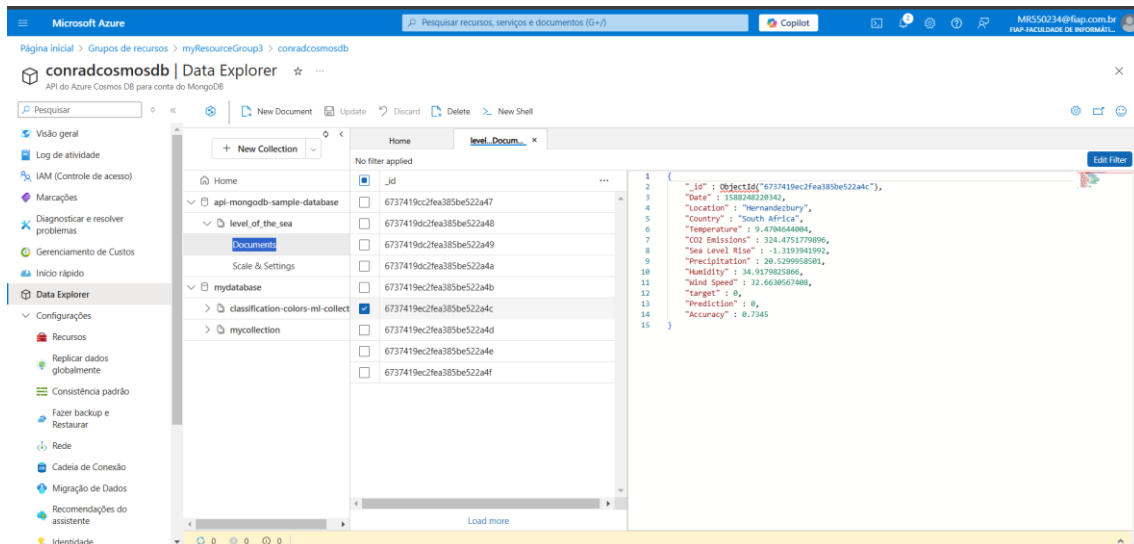 Microsoft Azure
Pesquisar recursos, serviços e documentos (G+/)
Copilot
MR550234@fiap.com.br
FIAP-FACULDADE DE INFORMÁTI...
Página inicial > Grupos de recursos > myResourceGroup3 > conradcosmosdb
conradcosmosdb | Data Explorer
API do Azure Cosmos DB para conta do MongoDB
Pesquisar
Visão geral
Log de atividade
IAM (Controle de acesso)
Marcações
Diagnosticar e resolver
problemas
Gerenciamento de Custos
Início rápido
Data Explorer
Configurações
Recursos
Replicar dados
globalmente
Consistência padrão
Fazer backup e
Restaurar
Rede
Cadeia de Conexão
Migração de Dados
Recomendações do
assistente
Identidade
New Document
Update
Discard
Delete
New Shell
+ New Collection
Home
api-mongodb-sample-database
level_of_the_sea
Documents
Scale & Settings
mydatabase
classification-colors-ml-collect
mycollection
Home
level...Docum...
No filter applied
Edit Filter
_id
6737419cc2fea385be522a47
6737419dc2fea385be522a48
6737419dc2fea385be522a49
6737419dc2fea385be522a4a
6737419ec2fea385be522a4b
6737419ec2fea385be522a4c
6737419ec2fea385be522a4d
6737419ec2fea385be522a4e
6737419ec2fea385be522a4f
Load more
1 {
2 "_id" : ObjectId("6737419ec2fea385be522a4c"),
3 "Date" : 1588248220342,
4 "Location" : "Hernandezbury",
5 "Country" : "South Africa",
6 "Temperature" : 9.4704644004,
7 "CO2 Emissions" : 324.4751779896,
8 "Sea Level Rise" : -1.3193941992,
9 "Precipitation" : 20.5299958501,
10 "Humidity" : 34.9179825866,
11 "Wind Speed" : 32.6630567408,
12 "target" : 0,
13 "Prediction" : 0,
14 "Accuracy" : 0.7345
15 }
0 0 0